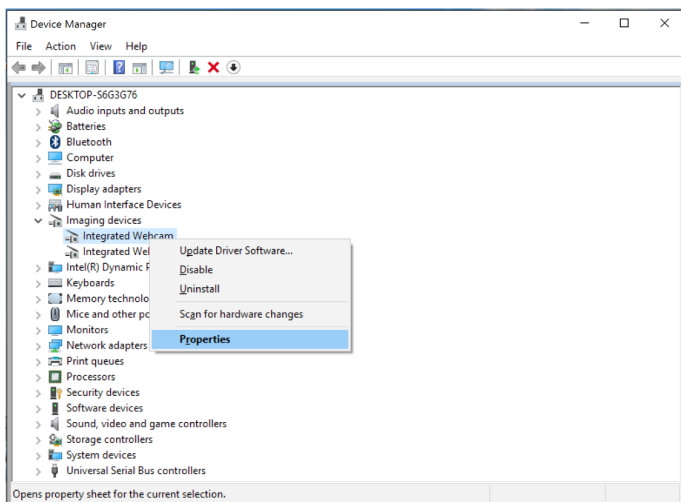 Device Manager
File Action View Help
DESKTOP-S6G3G76
Audio inputs and outputs
Batteries
Bluetooth
Computer
Disk drives
Display adapters
Human Interface Devices
Imaging devices
Integrated Webcam
Integrated Wel
Intel(R) Dynamic P
Keyboards
Memory technolo
Mice and other po
Monitors
Network adapters
Print queues
Processors
Security devices
Software devices
Sound, video and game controllers
Storage controllers
System devices
Universal Serial Bus controllers
Update Driver Software...
Disable
Uninstall
Scan for hardware changes
Properties
Opens property sheet for the current selection.